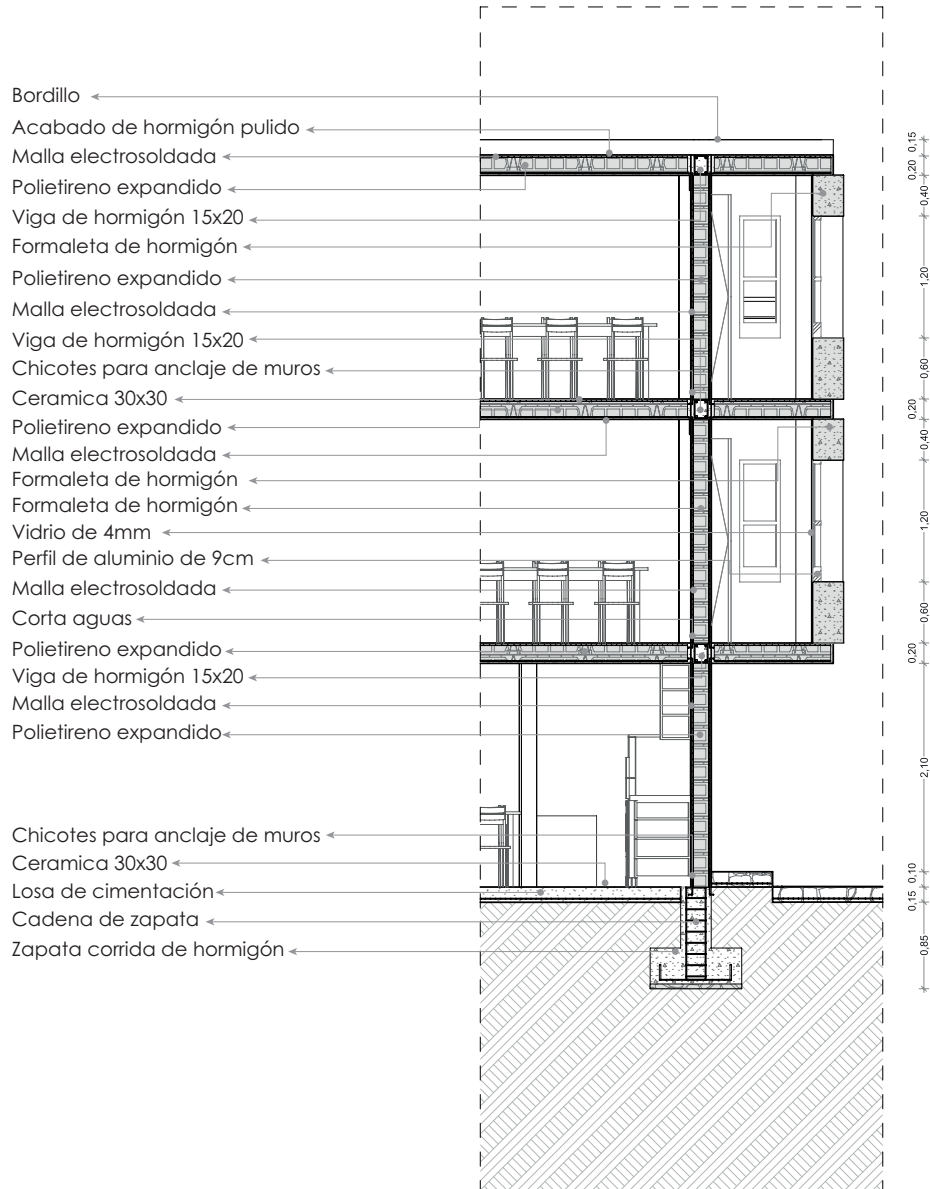 Bordillo
Acabado de hormigón pulido
Malla electrosoldada
Polietireno expandido
Viga de hormigón 15x20
Formaleta de hormigón
Polietireno expandido
Malla electrosoldada
Viga de hormigón 15x20
Chicotes para anclaje de muros
Ceramica 30x30
Polietireno expandido
Malla electrosoldada
Formaleta de hormigón
Formaleta de hormigón
Vidrio de 4mm
Perfil de aluminio de 9cm
Malla electrosoldada
Corta aguas
Polietireno expandido
Viga de hormigón 15x20
Malla electrosoldada
Polietireno expandido
Chicotes para anclaje de muros
Ceramica 30x30
Losa de cimentación
Cadena de zapata
Zapata corrida de hormigón
0,15
0,20
0,40
1,20
0,60
0,20
0,40
1,20
0,60
0,20
2,10
0,10
0,15
0,85